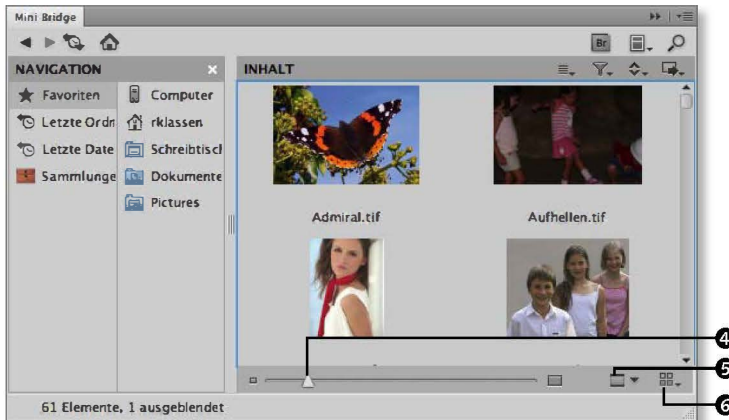 Mini Bridge
Br
NAVIGATION
INHALT
Favoriten
Computer
Letzte Ordn
rklassen
Letzte Date
Schreibtiscl
Sammlunge
Dokumente
Pictures
Admiral.tif
Aufhellen.tif
4
5
6
61 Elemente, 1 ausgeblendet